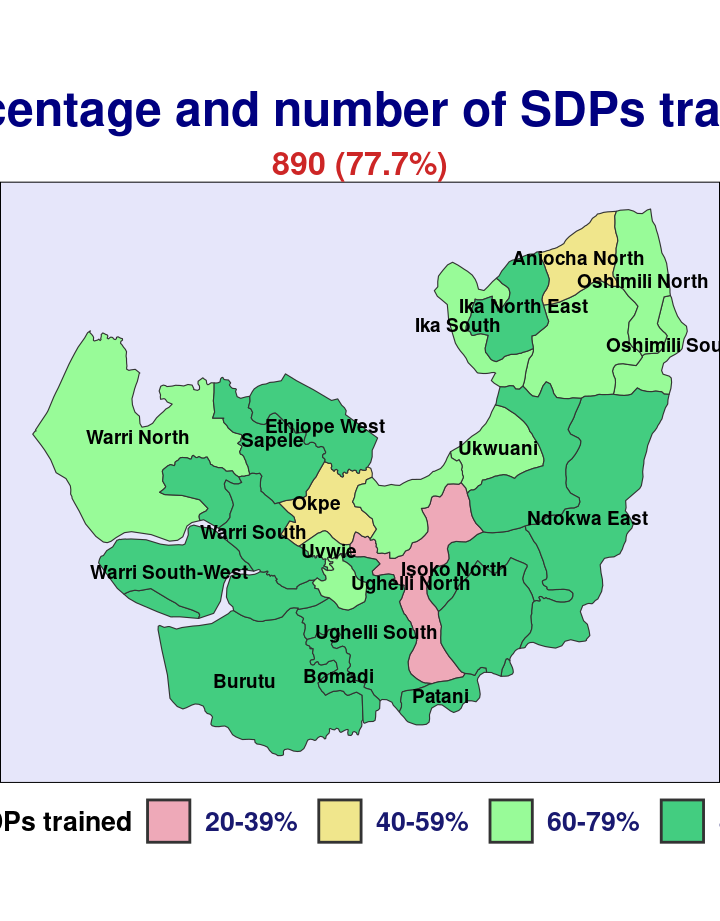 centage and number of SDPs tra
890 (77.7%)
Aniocha North
Oshimili North
Ika North East
Ika South
Oshimili Sou
Ethiope West
Warri North
Sapele
Ukwuani
Okpe
Ndokwa East
Warri South
Uvwie
Isoko North
Warri South-West
Ughelli North
Ughelli South
Bomadi
Burutu
Patani
DPs trained 20-39% 40-59% 60-79%